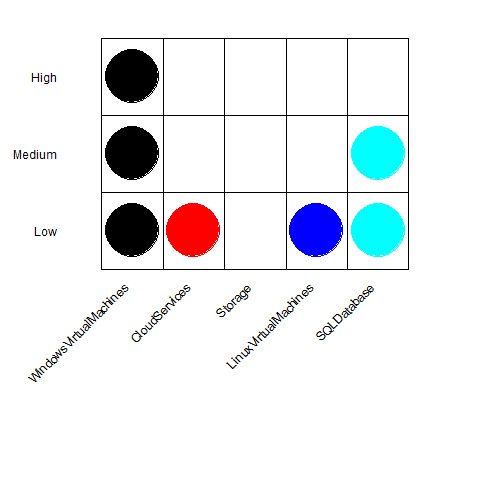 High
Medium
Low
WindowsVirtualMachines
CloudServices
Storage
LinuxVirtualMachines
SQLDatabase